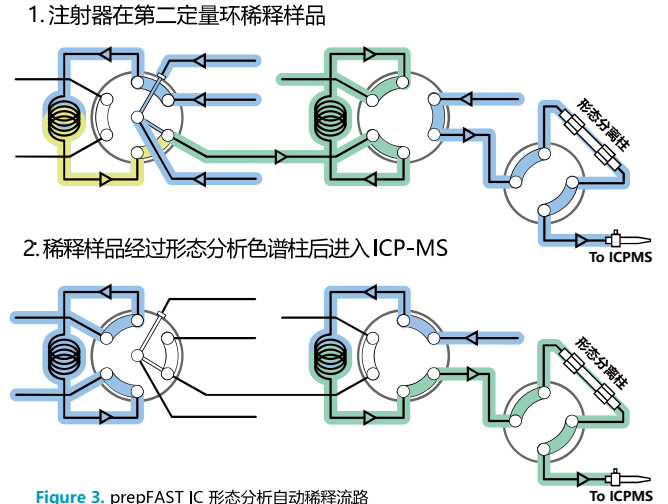 1. 注射器在第二定量环稀释样品
形态分离柱
To ICPMS
2. 稀释样品经过形态分析色谱柱后进入 ICP-MS
形态分离柱
To ICPMS
Figure 3. prepFAST IC 形态分析自动稀释流路